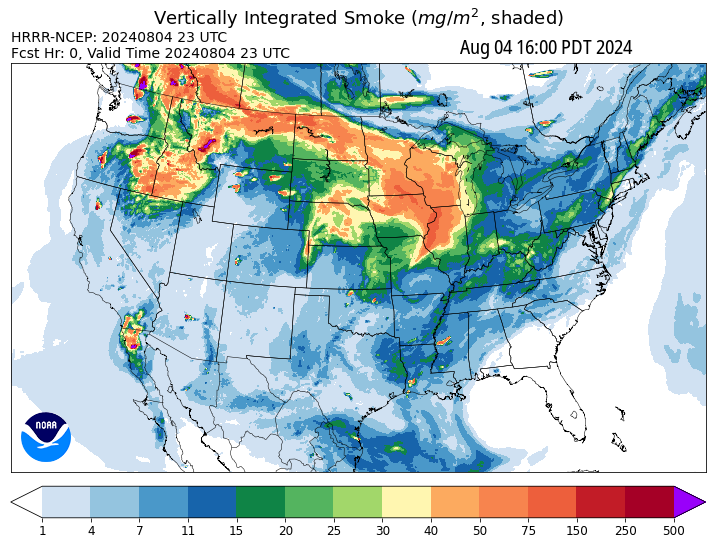 Vertically Integrated Smoke (mg/m², shaded)
HRRR-NCEP: 20240804 23 UTC
Fcst Hr: 0, Valid Time 20240804 23 UTC
Aug 04 16:00 PDT 2024
NOAA
1 4 7 11 15 20 25 30 40 50 75 150 250 500